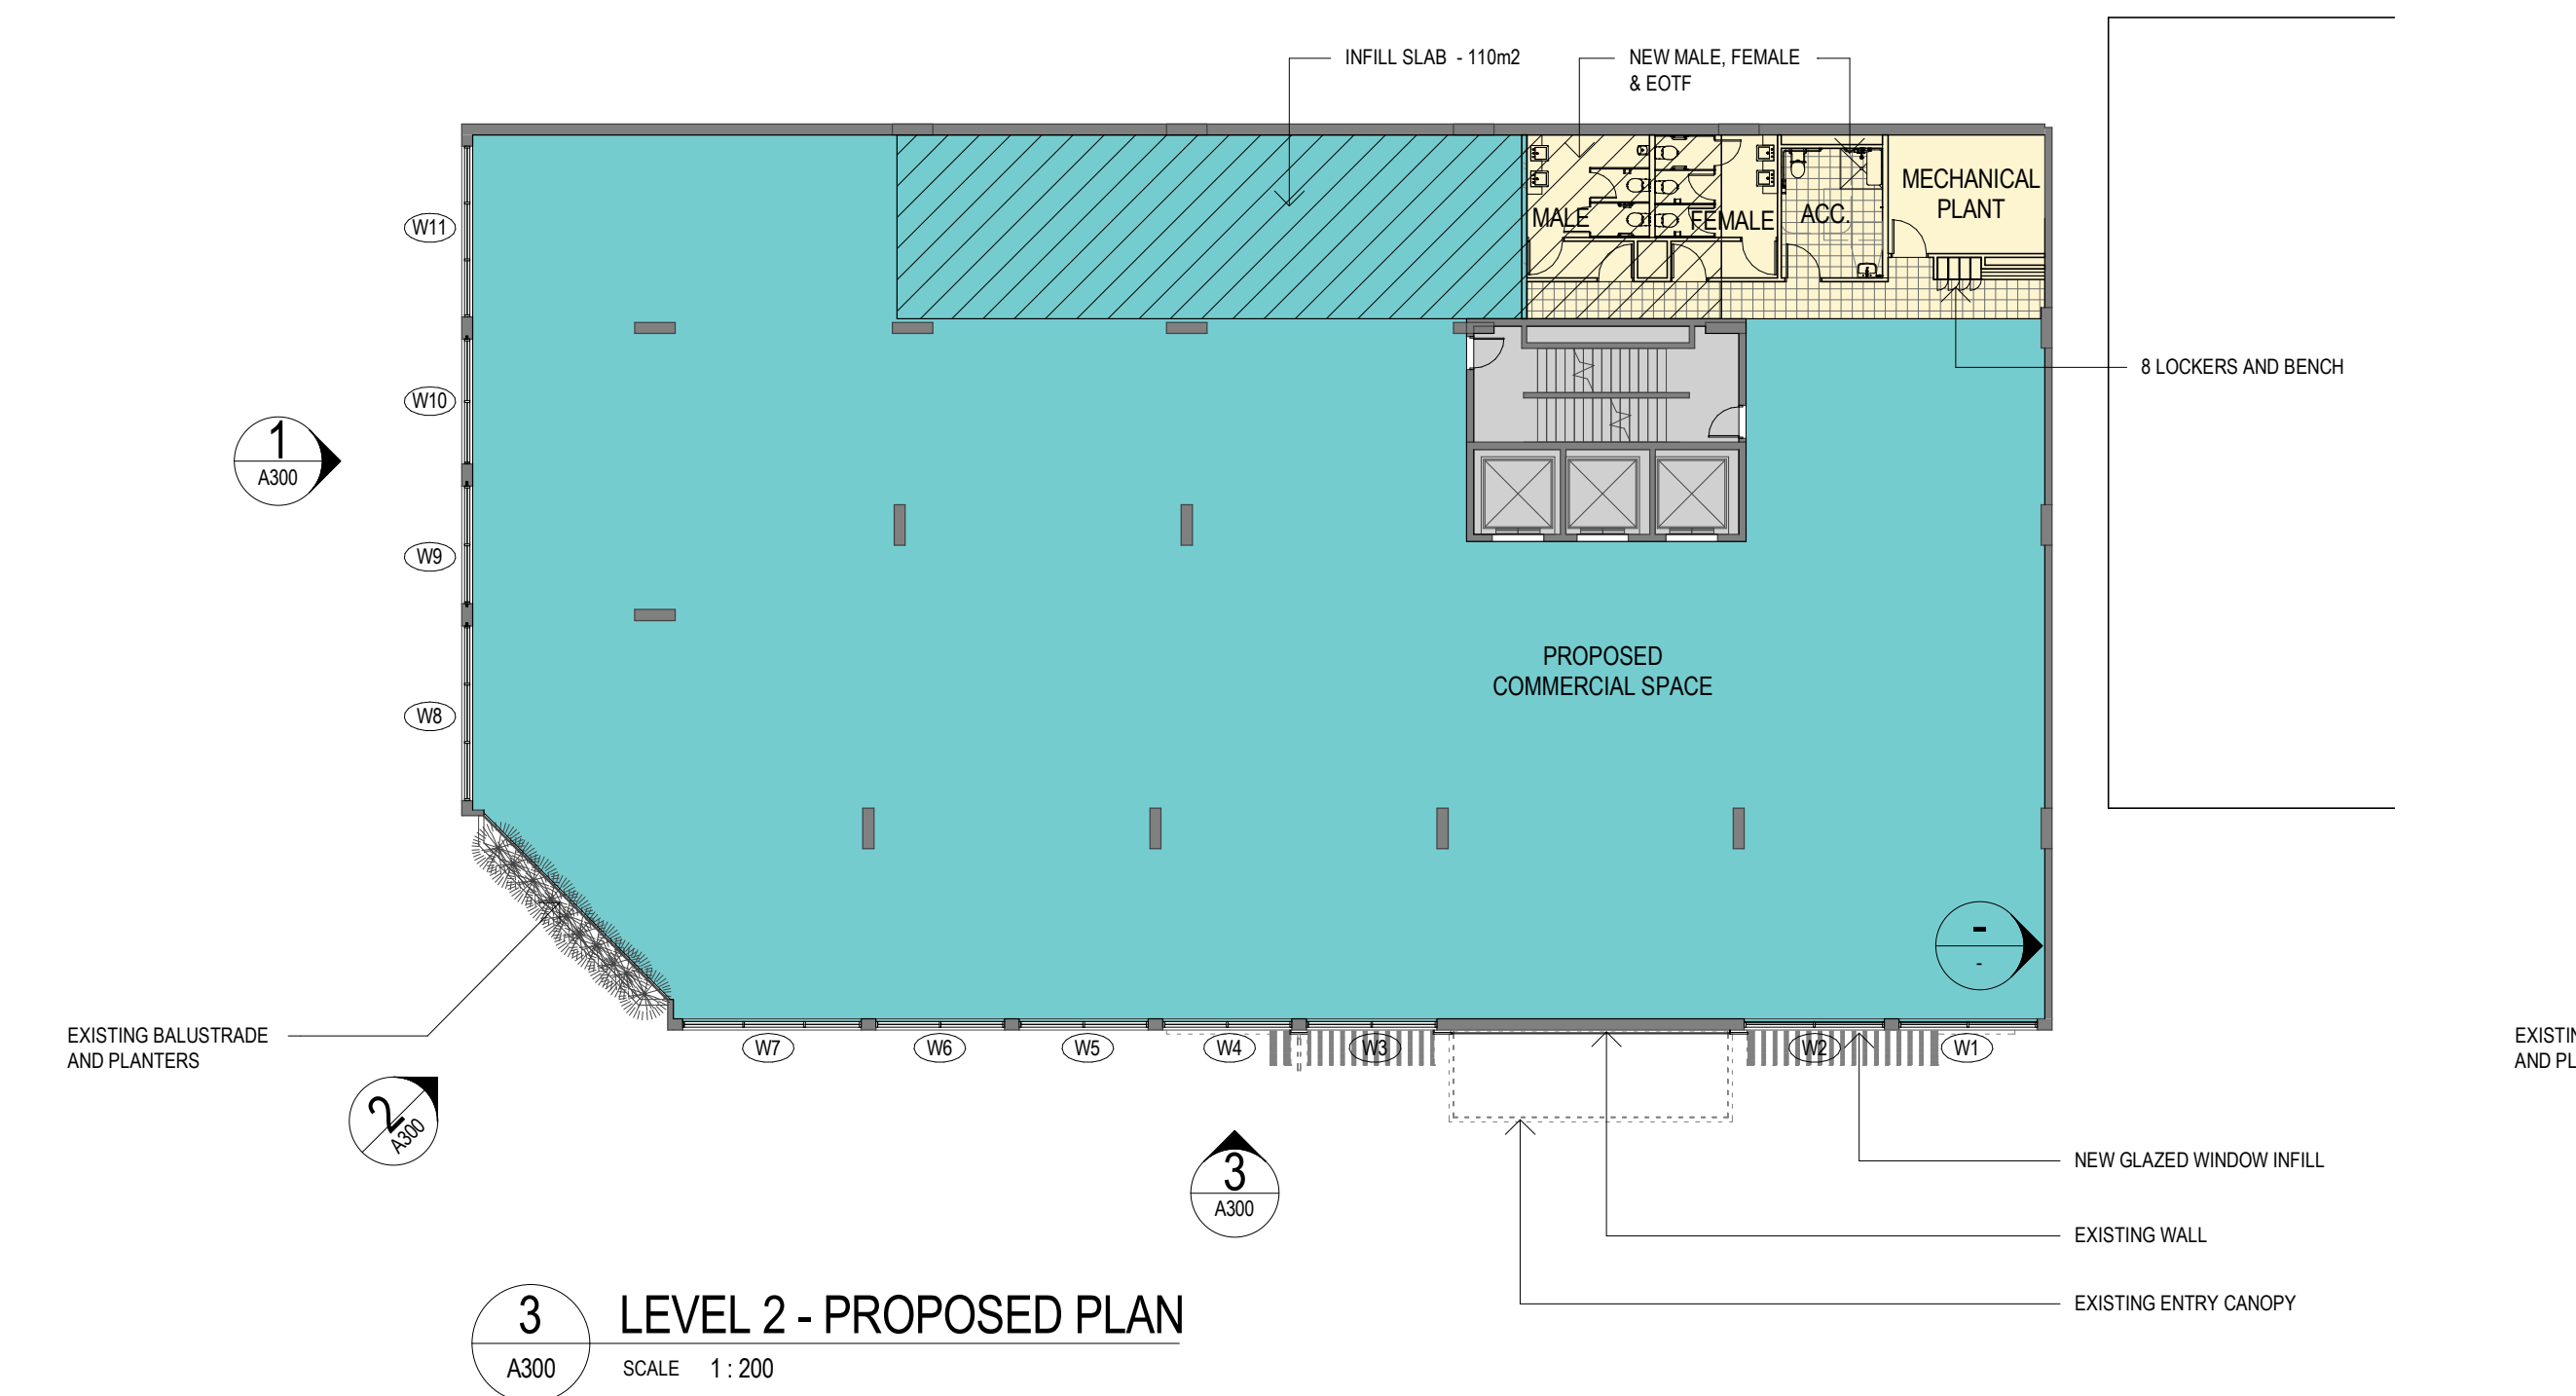 INFILL SLAB - 110m2
NEW MALE, FEMALE
& EOTF
MALE
FEMALE
ACC.
MECHANICAL
PLANT
8 LOCKERS AND BENCH
W11
W10
W9
W8
1
A300
PROPOSED
COMMERCIAL SPACE
-
-
EXISTING BALUSTRADE
AND PLANTERS
2
A300
W7
W6
W5
W4
W3
W2
W1
3
A300
NEW GLAZED WINDOW INFILL
EXISTING WALL
EXISTING ENTRY CANOPY
3
A300
LEVEL 2 - PROPOSED PLAN
SCALE 1 : 200